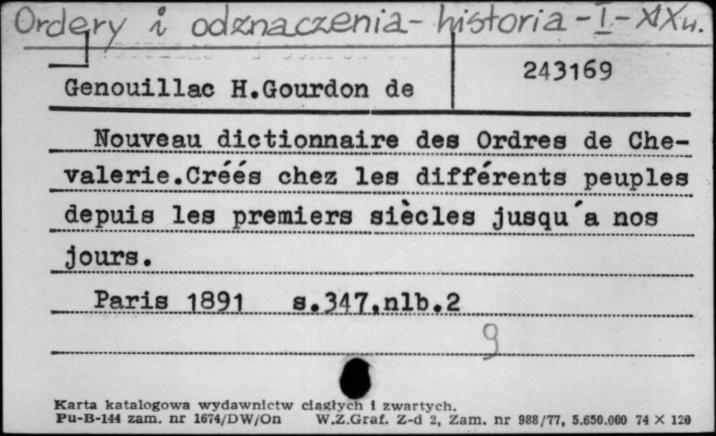 Ordery i odznaczenia - historia - I - XIX w.
243169
Genouillac H.Gourdon de
Nouveau dictionnaire des Ordres de Che-
valerie.Créés chez les différents peuples
depuis les premiers siècles jusqu´a nos
jours.
Paris 1891 s.347,nlb.2
9
Karta katalogowa wydawnictw ciągłych i zwartych.
Pu-B-144 zam. nr 1674/DW/On W.Z.Graf. Z-d 2, Zam. nr 988/77, 5.650.000 74 × 120